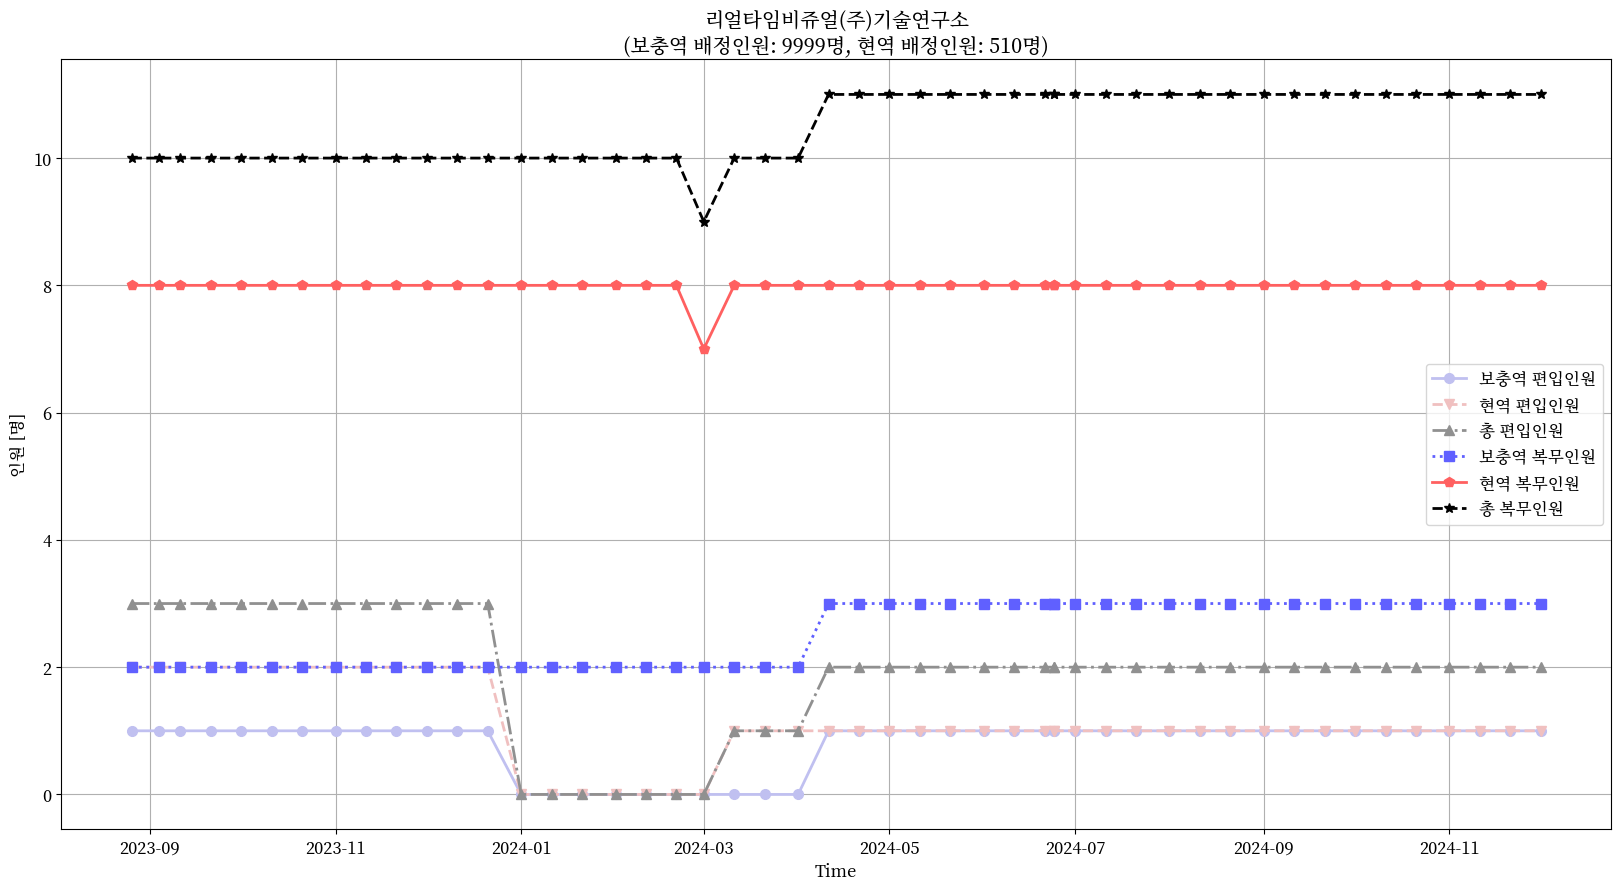 리얼타임비쥬얼(주)기술연구소
(보충역 배정인원: 9999명, 현역 배정인원: 510명)
인원 [명]
10
8
6
4
2
0
보충역 편입인원
현역 편입인원
총 편입인원
보충역 복무인원
현역 복무인원
총 복무인원
2023-09
2023-11
2024-01
2024-03
2024-05
2024-07
2024-09
2024-11
Time